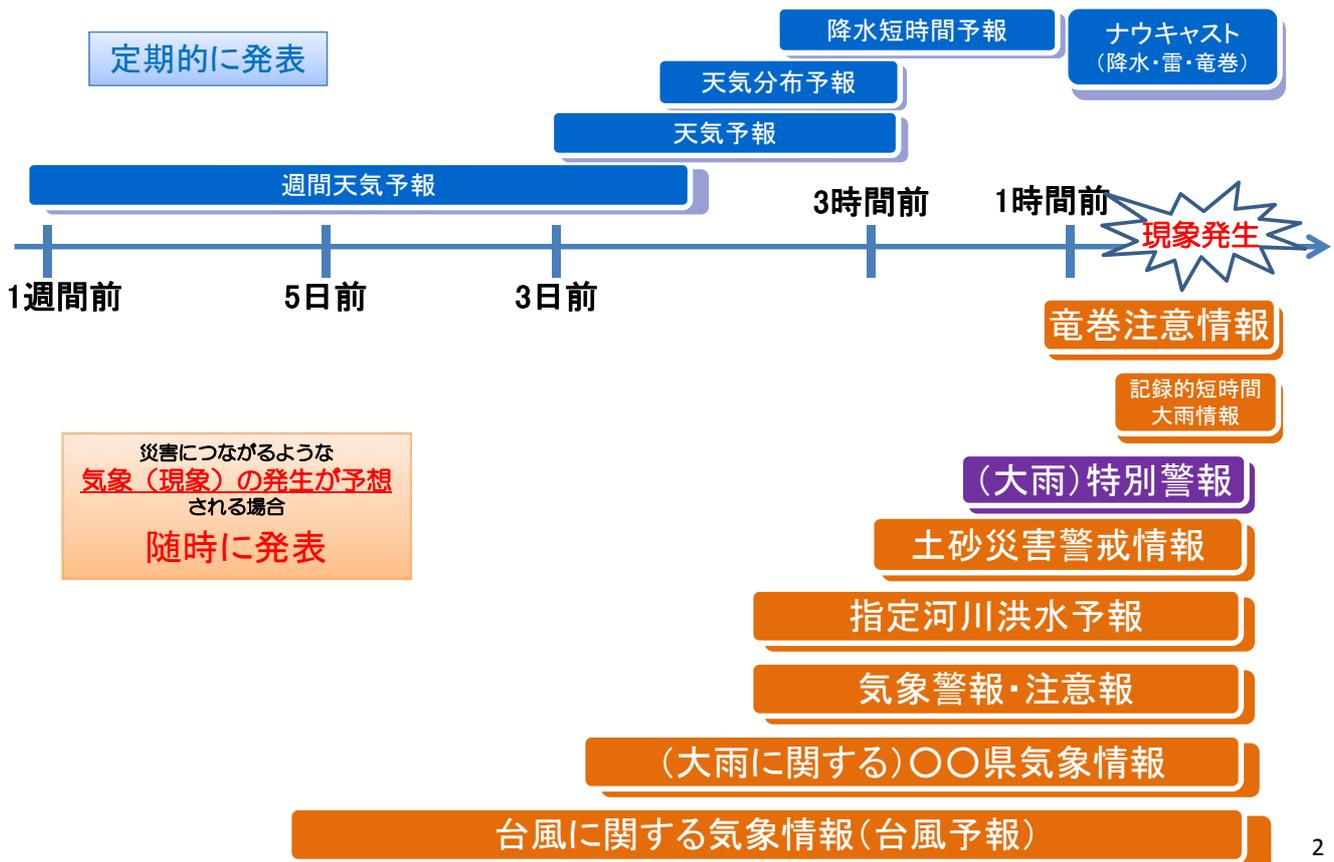 定期的に発表
降水短時間予報
ナウキャスト
（降水・雷・竜巻）
天気分布予報
天気予報
週間天気予報
3時間前
1時間前
現象発生
1週間前
5日前
3日前
竜巻注意情報
記録的短時間
大雨情報
災害につながるような
気象（現象）の発生が予想
される場合
随時に発表
（大雨）特別警報
土砂災害警戒情報
指定河川洪水予報
気象警報・注意報
（大雨に関する）〇〇県気象情報
台風に関する気象情報（台風予報）
2